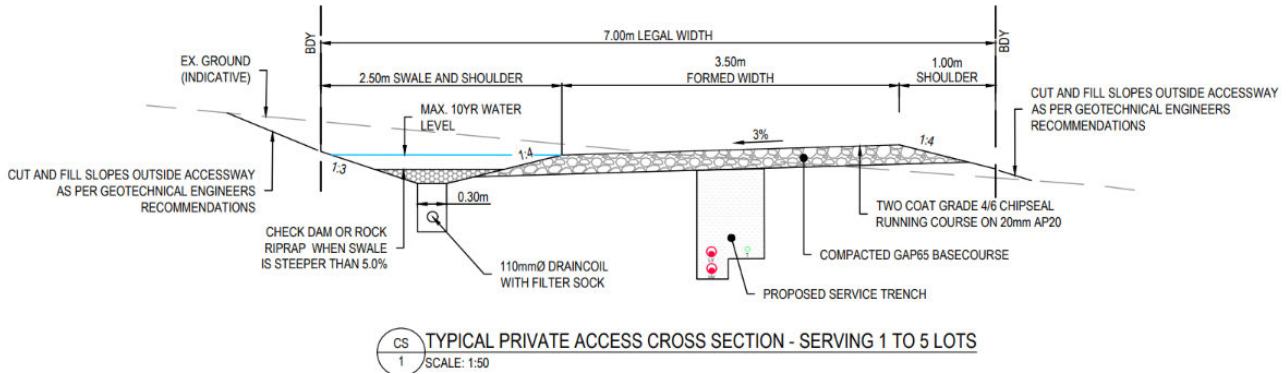 BDY
BDY
7.00m LEGAL WIDTH
EX. GROUND
(INDICATIVE)
2.50m SWALE AND SHOULDER
3.50m
FORMED WIDTH
1.00m
SHOULDER
MAX. 10YR WATER
LEVEL
CUT AND FILL SLOPES OUTSIDE ACCESSWAY
AS PER GEOTECHNICAL ENGINEERS
RECOMMENDATIONS
3%
1:4
1:4
1:3
CUT AND FILL SLOPES OUTSIDE ACCESSWAY
AS PER GEOTECHNICAL ENGINEERS
RECOMMENDATIONS
0.30m
TWO COAT GRADE 4/6 CHIPSEAL
RUNNING COURSE ON 20mm AP20
CHECK DAM OR ROCK
RIPRAP WHEN SWALE
IS STEEPER THAN 5.0%
COMPACTED GAP65 BASECOURSE
110mmØ DRAINCOIL
WITH FILTER SOCK
PROPOSED SERVICE TRENCH
CS
1
TYPICAL PRIVATE ACCESS CROSS SECTION - SERVING 1 TO 5 LOTS
SCALE: 1:50